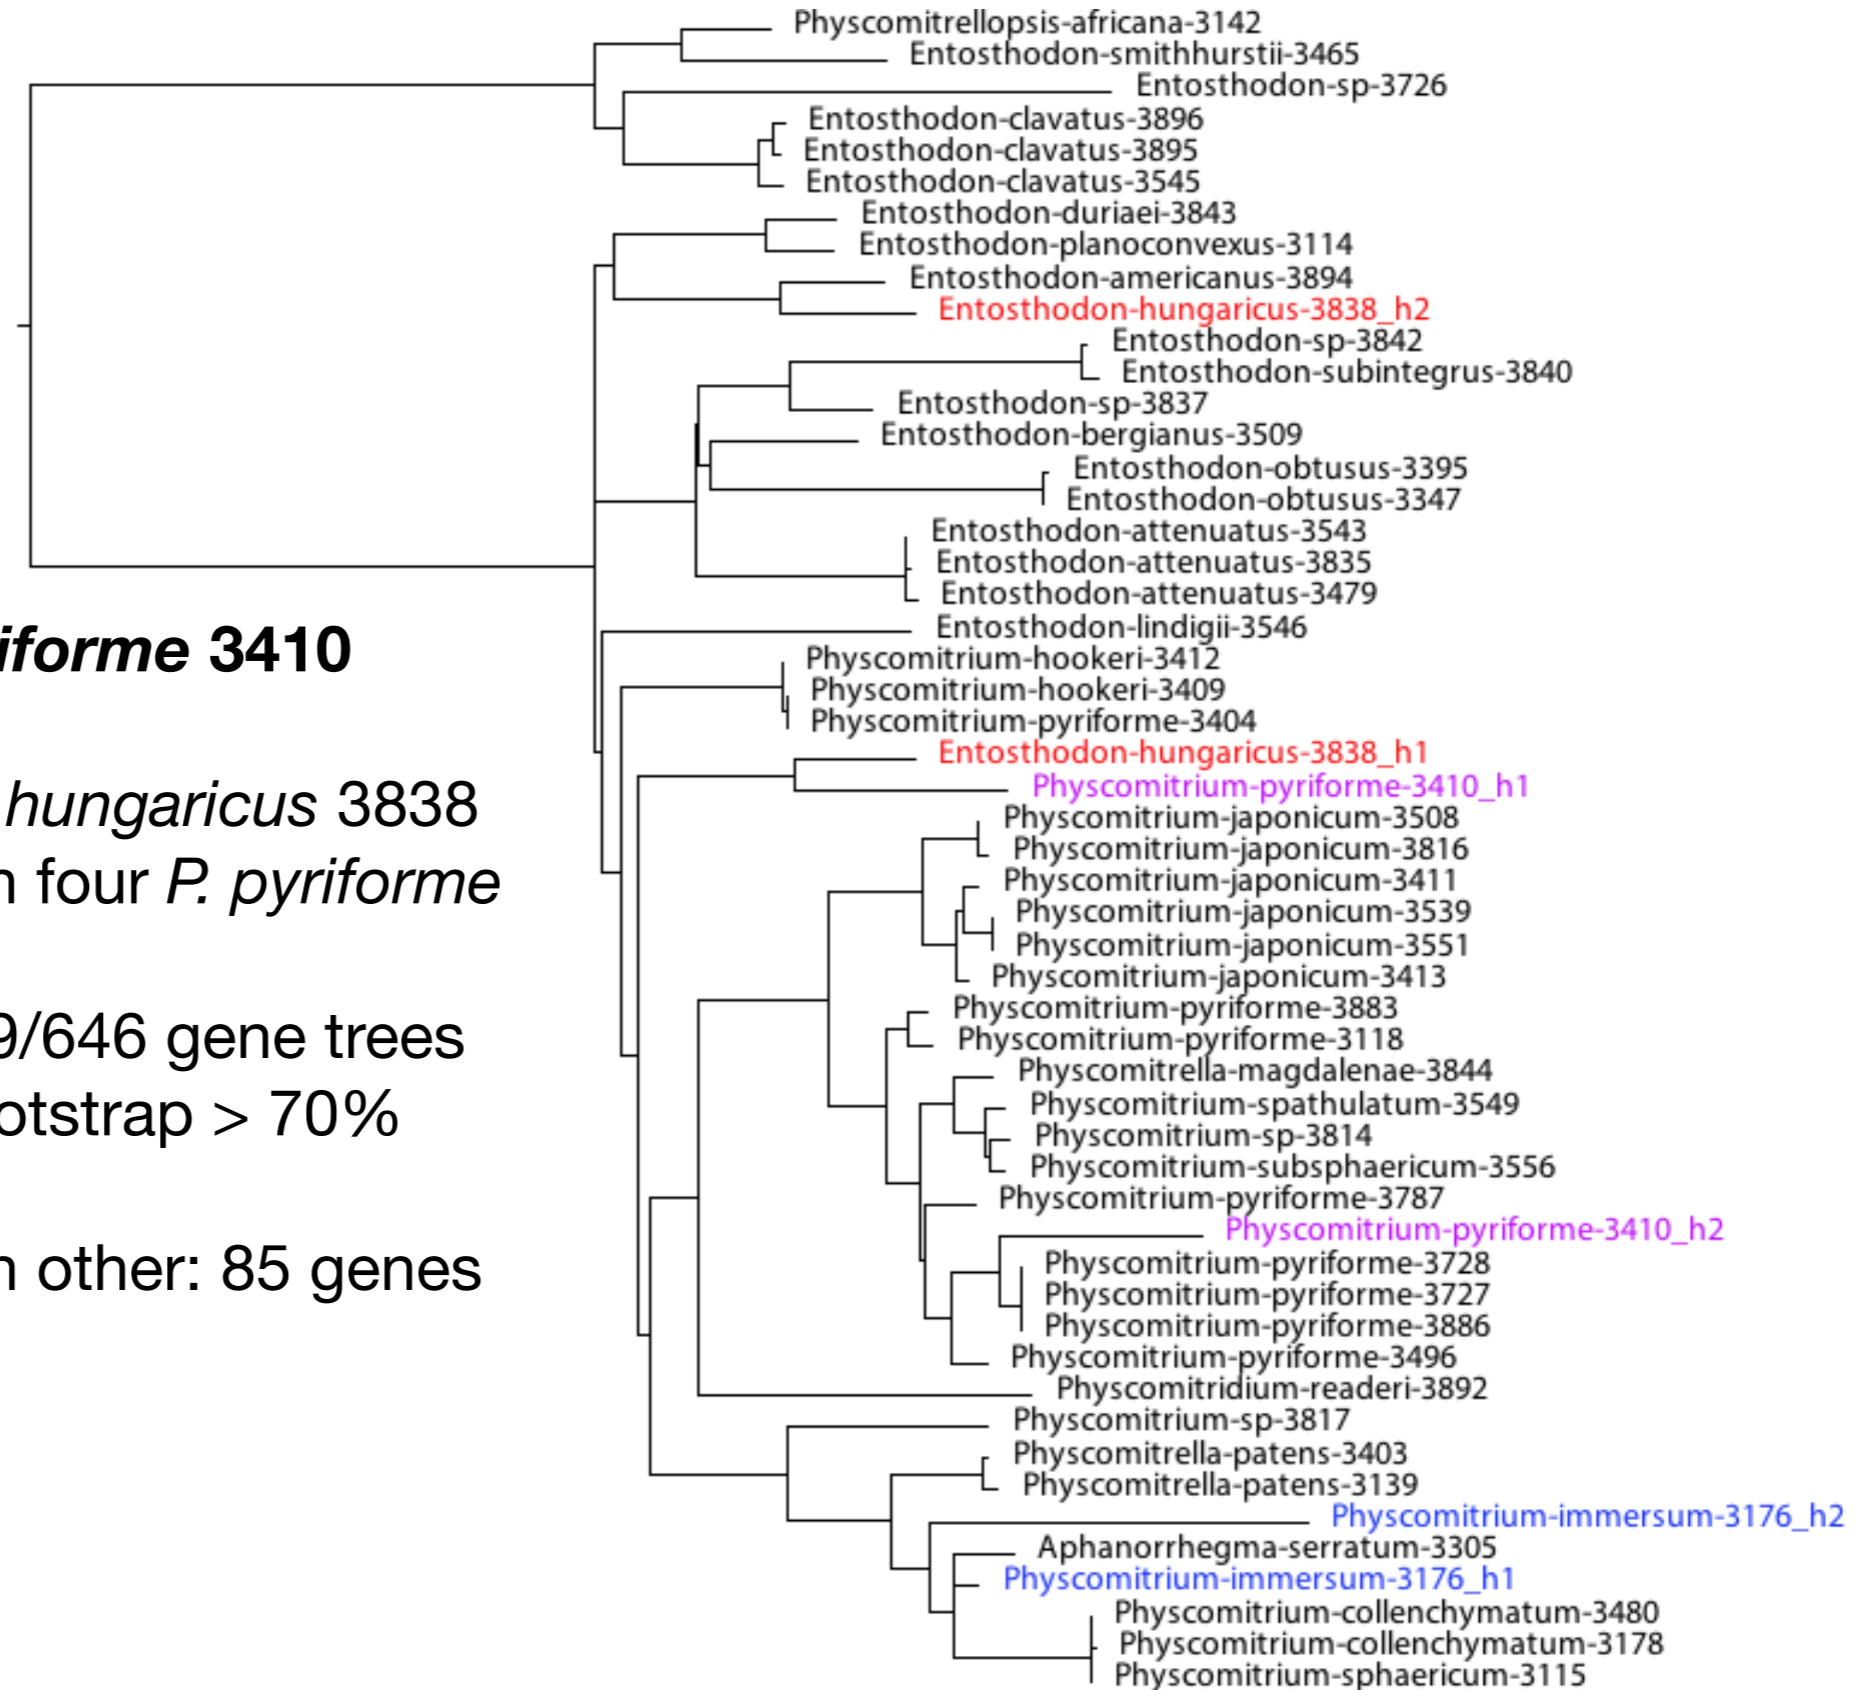 Physcomitrellopsis-africana-3142
Entosthodon-smithhurstii-3465
Entosthodon-sp-3726
Entosthodon-clavatus-3896
Entosthodon-clavatus-3895
Entosthodon-clavatus-3545
Entosthodon-duriaei-3843
Entosthodon-planoconvexus-3114
Entosthodon-americanus-3894
Entosthodon-hungaricus-3838_h2
Entosthodon-sp-3842
Entosthodon-subintegrus-3840
Entosthodon-sp-3837
Entosthodon-bergianus-3509
Entosthodon-obtusus-3395
Entosthodon-obtusus-3347
Entosthodon-attenuatus-3543
Entosthodon-attenuatus-3835
Entosthodon-attenuatus-3479
Entosthodon-lindigii-3546
Physcomitrium-hookeri-3412
Physcomitrium-hookeri-3409
Physcomitrium-pyriforme-3404
Entosthodon-hungaricus-3838_h1
Physcomitrium-pyriforme-3410_h1
Physcomitrium-japonicum-3508
Physcomitrium-japonicum-3816
Physcomitrium-japonicum-3411
Physcomitrium-japonicum-3539
Physcomitrium-japonicum-3551
Physcomitrium-japonicum-3413
Physcomitrium-pyriforme-3883
Physcomitrium-pyriforme-3118
Physcomitrella-magdalenae-3844
Physcomitrium-spathulatum-3549
Physcomitrium-sp-3814
Physcomitrium-subsphaericum-3556
Physcomitrium-pyriforme-3787
Physcomitrium-pyriforme-3410_h2
Physcomitrium-pyriforme-3728
Physcomitrium-pyriforme-3727
Physcomitrium-pyriforme-3886
Physcomitrium-pyriforme-3496
Physcomitridium-readeri-3892
Physcomitrium-sp-3817
Physcomitrella-patens-3403
Physcomitrella-patens-3139
Physcomitrium-immersum-3176_h2
Aphanorrhegma-serratum-3305
Physcomitrium-immersum-3176_h1
Physcomitrium-collenchymatum-3480
Physcomitrium-collenchymatum-3178
Physcomitrium-sphaericum-3115
iforme 3410
hungaricus 3838
n four P. pyriforme
9/646 gene trees
otstrap > 70%
n other: 85 genes